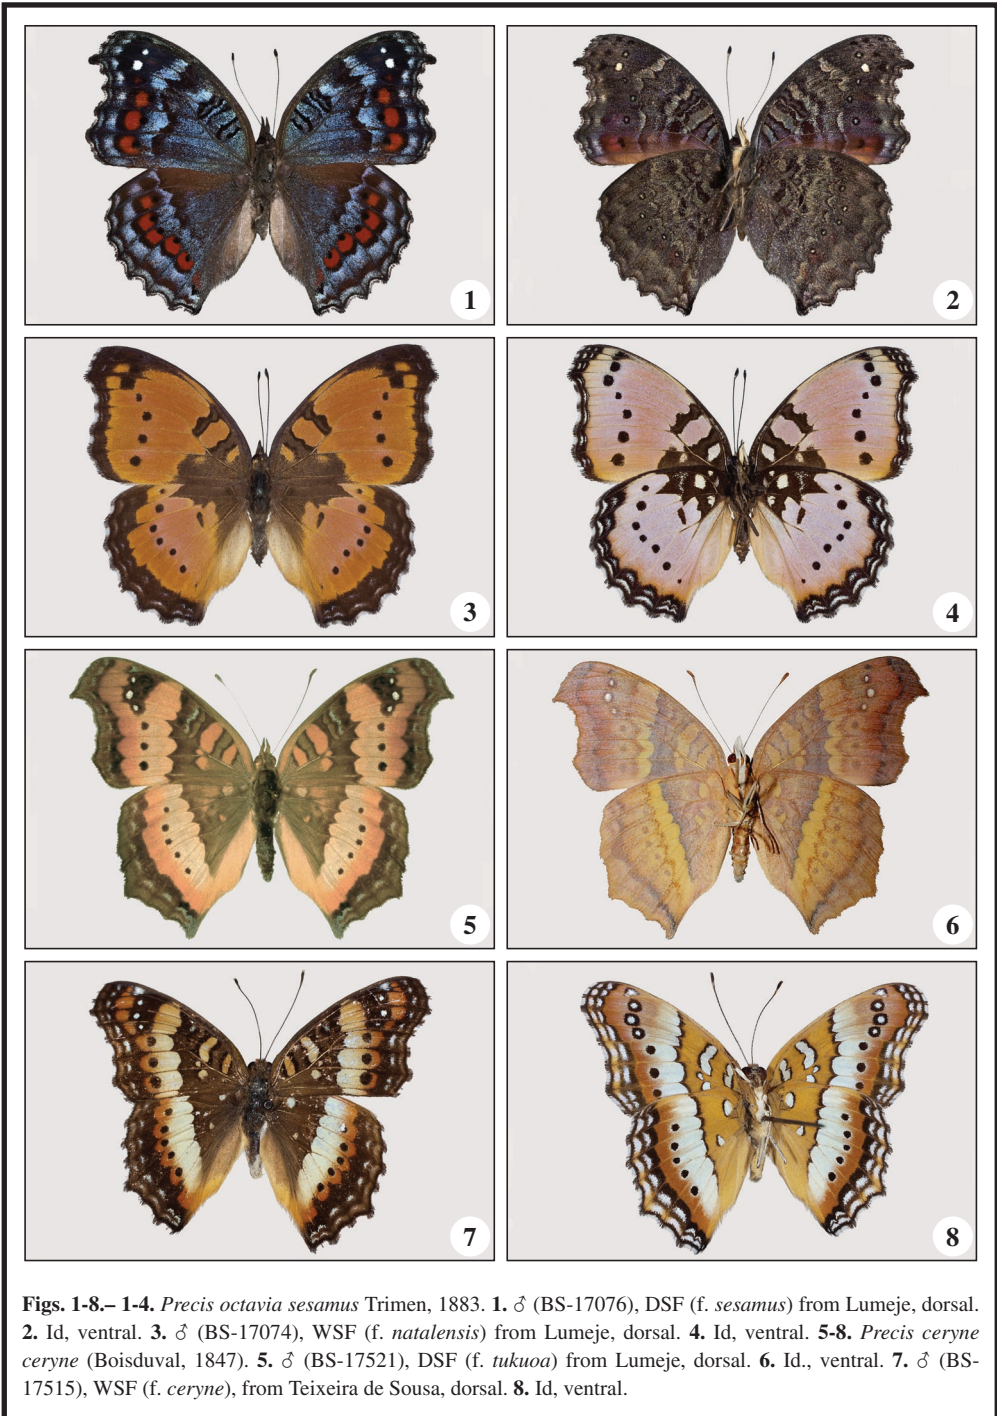 1
2
3
4
5
6
7
8
Figs. 1-8.– 1-4. Precis octavia sesamus Trimen, 1883. 1. ♂ (BS-17076), DSF (f. sesamus) from Lumeje, dorsal.
2. Id, ventral. 3. ♂ (BS-17074), WSF (f. natalensis) from Lumeje, dorsal. 4. Id, ventral. 5-8. Precis ceryne
ceryne (Boisduval, 1847). 5. ♂ (BS-17521), DSF (f. tukuoa) from Lumeje, dorsal. 6. Id., ventral. 7. ♂ (BS-
17515), WSF (f. ceryne), from Teixeira de Sousa, dorsal. 8. Id, ventral.